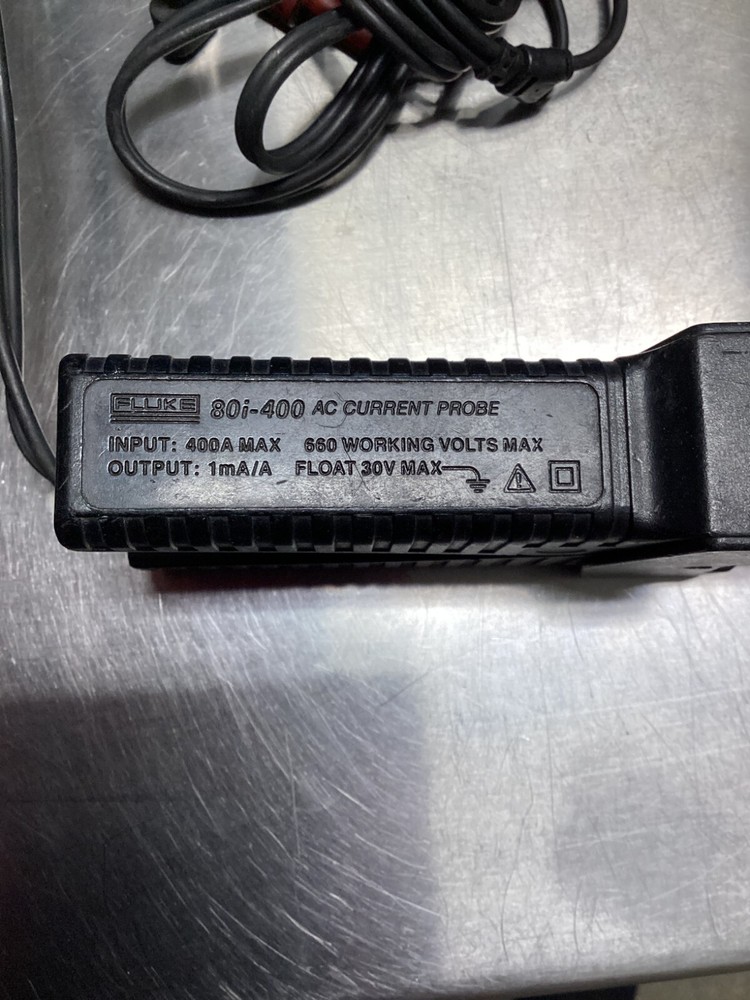 FLUKE 80i-400 AC CURRENT PROBE
INPUT: 400A MAX 660 WORKING VOLTS MAX
OUTPUT: 1mA/A FLOAT 30V MAX